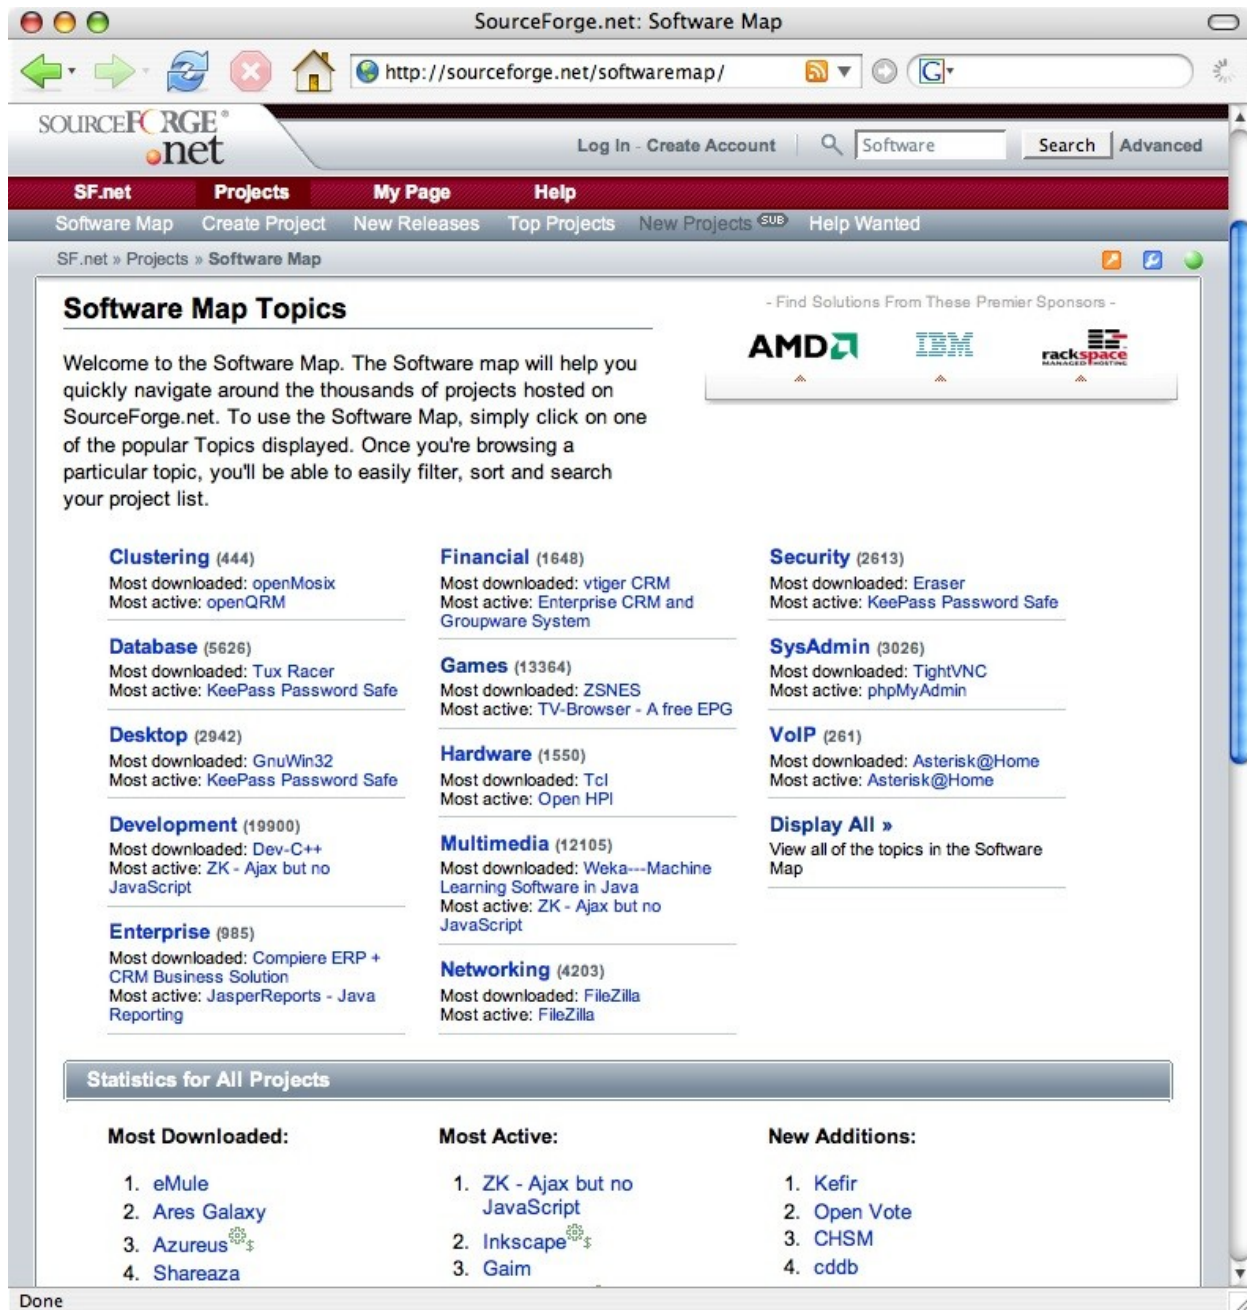 SourceForge.net: Software Map
http://sourceforge.net/softwaremap/
G
SOURCEFORGE®
.net
Log In - Create Account
Software
Search
Advanced
SF.net Projects My Page Help
Software Map Create Project New Releases Top Projects New Projects SUB Help Wanted
SF.net » Projects » Software Map
Software Map Topics
Welcome to the Software Map. The Software map will help you
quickly navigate around the thousands of projects hosted on
SourceForge.net. To use the Software Map, simply click on one
of the popular Topics displayed. Once you're browsing a
particular topic, you'll be able to easily filter, sort and search
your project list.
- Find Solutions From These Premier Sponsors -
AMD
IBM
rackspace
MANAGED HOSTING
Clustering (444)
Most downloaded: openMosix
Most active: openQRM
Database (5626)
Most downloaded: Tux Racer
Most active: KeePass Password Safe
Desktop (2942)
Most downloaded: GnuWin32
Most active: KeePass Password Safe
Development (19900)
Most downloaded: Dev-C++
Most active: ZK - Ajax but no
JavaScript
Enterprise (985)
Most downloaded: Compiere ERP +
CRM Business Solution
Most active: JasperReports - Java
Reporting
Financial (1648)
Most downloaded: vtiger CRM
Most active: Enterprise CRM and
Groupware System
Games (13364)
Most downloaded: ZSNES
Most active: TV-Browser - A free EPG
Hardware (1550)
Most downloaded: Tcl
Most active: Open HPI
Multimedia (12105)
Most downloaded: Weka---Machine
Learning Software in Java
Most active: ZK - Ajax but no
JavaScript
Networking (4203)
Most downloaded: FileZilla
Most active: FileZilla
Security (2613)
Most downloaded: Eraser
Most active: KeePass Password Safe
SysAdmin (3026)
Most downloaded: TightVNC
Most active: phpMyAdmin
VoIP (261)
Most downloaded: Asterisk@Home
Most active: Asterisk@Home
Display All »
View all of the topics in the Software
Map
Statistics for All Projects
Most Downloaded:
1. eMule
2. Ares Galaxy
3. Azureus $
4. Shareaza
Most Active:
1. ZK - Ajax but no
JavaScript
2. Inkscape $
3. Gaim
New Additions:
1. Kefir
2. Open Vote
3. CHSM
4. cddb
Done